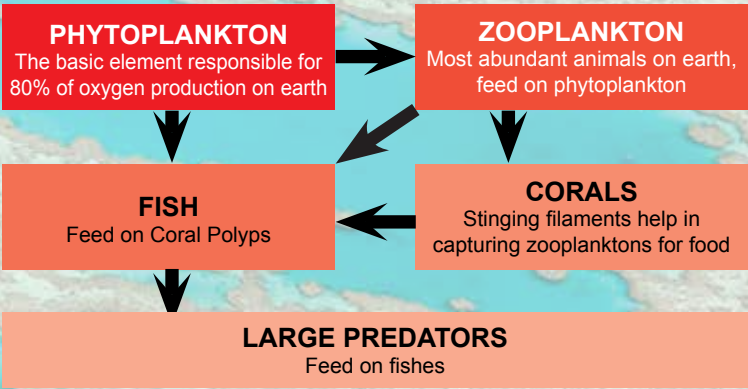 PHYTOPLANKTON
The basic element responsible for
80% of oxygen production on earth
ZOOPLANKTON
Most abundant animals on earth,
feed on phytoplankton
FISH
Feed on Coral Polyps
CORALS
Stinging filaments help in
capturing zooplanktons for food
LARGE PREDATORS
Feed on fishes